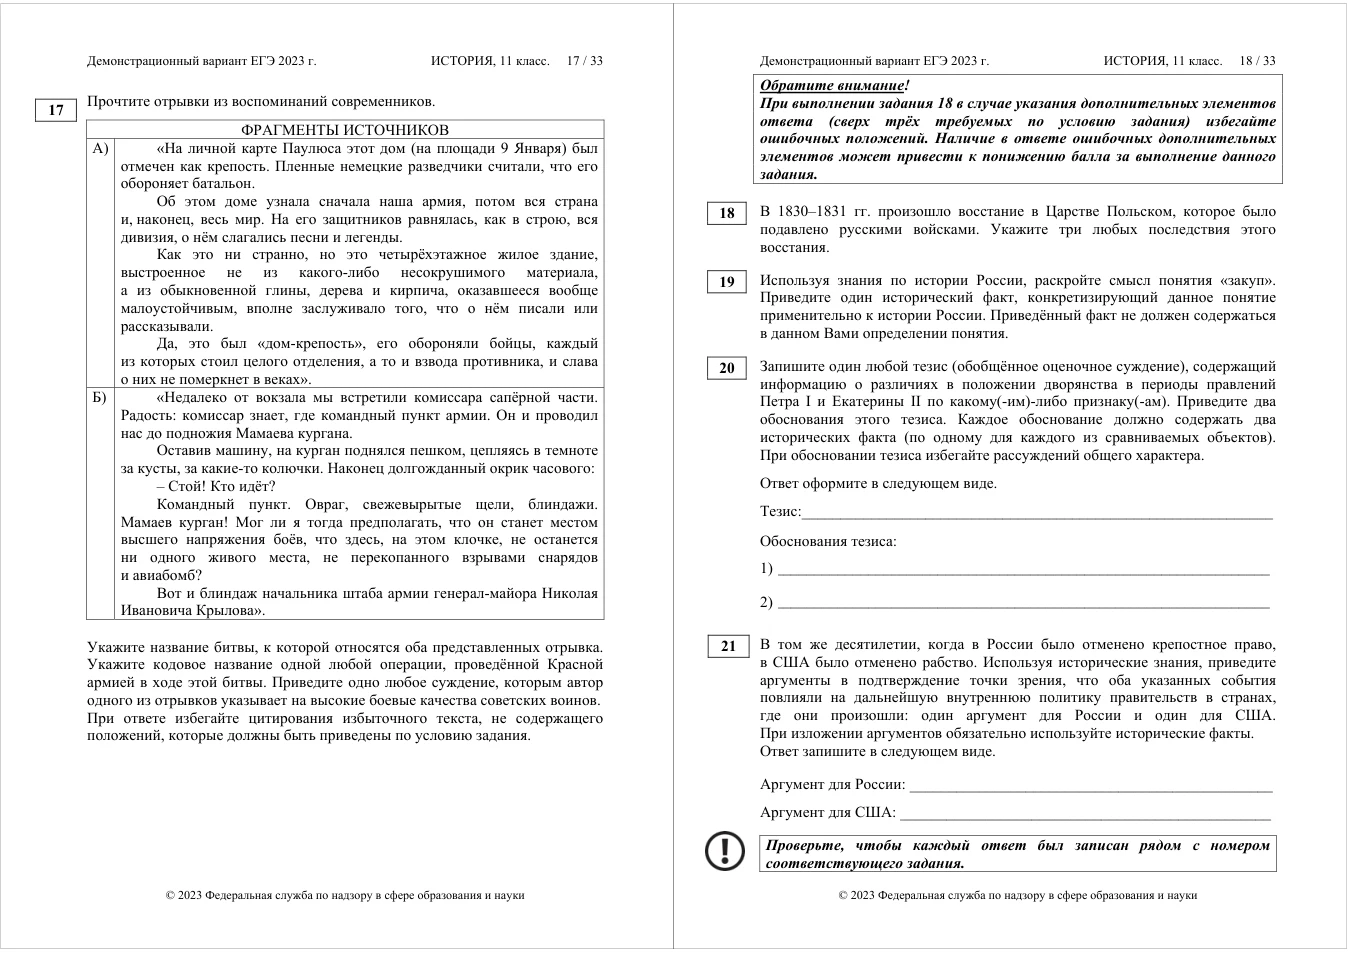 Демонстрационный вариант ЕГЭ 2023 г. ИСТОРИЯ, 11 класс. 17 / 33
17
Прочтите отрывки из воспоминаний современников.
ФРАГМЕНТЫ ИСТОЧНИКОВ
А) «На личной карте Паулюса этот дом (на площади 9 Января) был
отмечен как крепость. Пленные немецкие разведчики считали, что его
обороняет батальон.
Об этом доме узнала сначала наша армия, потом вся страна
и, наконец, весь мир. На его защитников равнялась, как в строю, вся
дивизия, о нём слагались песни и легенды.
Как это ни странно, но это четырёхэтажное жилое здание,
выстроенное не из какого-либо несокрушимого материала,
а из обыкновенной глины, дерева и кирпича, оказавшееся вообще
малоустойчивым, вполне заслуживало того, что о нём писали или
рассказывали.
Да, это был «дом-крепость», его обороняли бойцы, каждый
из которых стоил целого отделения, а то и взвода противника, и слава
о них не померкнет в веках».
Б) «Недалеко от вокзала мы встретили комиссара сапёрной части.
Радость: комиссар знает, где командный пункт армии. Он и проводил
нас до подножия Мамаева кургана.
Оставив машину, на курган поднялся пешком, цепляясь в темноте
за кусты, за какие-то колючки. Наконец долгожданный окрик часового:
– Стой! Кто идёт?
Командный пункт. Овраг, свежевырытые щели, блиндажи.
Мамаев курган! Мог ли я тогда предполагать, что он станет местом
высшего напряжения боёв, что здесь, на этом клочке, не останется
ни одного живого места, не перекопанного взрывами снарядов
и авиабомб?
Вот и блиндаж начальника штаба армии генерал-майора Николая
Ивановича Крылова».
Укажите название битвы, к которой относятся оба представленных отрывка.
Укажите кодовое название одной любой операции, проведённой Красной
армией в ходе этой битвы. Приведите одно любое суждение, которым автор
одного из отрывков указывает на высокие боевые качества советских воинов.
При ответе избегайте цитирования избыточного текста, не содержащего
положений, которые должны быть приведены по условию задания.
© 2023 Федеральная служба по надзору в сфере образования и науки
Демонстрационный вариант ЕГЭ 2023 г. ИСТОРИЯ, 11 класс. 18 / 33
Обратите внимание!
При выполнении задания 18 в случае указания дополнительных элементов
ответа (сверх трёх требуемых по условию задания) избегайте
ошибочных положений. Наличие в ответе ошибочных дополнительных
элементов может привести к понижению балла за выполнение данного
задания.
18 В 1830–1831 гг. произошло восстание в Царстве Польском, которое было
подавлено русскими войсками. Укажите три любых последствия этого
восстания.
19 Используя знания по истории России, раскройте смысл понятия «закуп».
Приведите один исторический факт, конкретизирующий данное понятие
применительно к истории России. Приведённый факт не должен содержаться
в данном Вами определении понятия.
20 Запишите один любой тезис (обобщённое оценочное суждение), содержащий
информацию о различиях в положении дворянства в периоды правлений
Петра I и Екатерины II по какому(-им)-либо признаку(-ам). Приведите два
обоснования этого тезиса. Каждое обоснование должно содержать два
исторических факта (по одному для каждого из сравниваемых объектов).
При обосновании тезиса избегайте рассуждений общего характера.
Ответ оформите в следующем виде.
Тезис:
Обоснования тезиса:
1)
2)
21 В том же десятилетии, когда в России было отменено крепостное право,
в США было отменено рабство. Используя исторические знания, приведите
аргументы в подтверждение точки зрения, что оба указанных события
повлияли на дальнейшую внутреннюю политику правительств в странах,
где они произошли: один аргумент для России и один для США.
При изложении аргументов обязательно используйте исторические факты.
Ответ запишите в следующем виде.
Аргумент для России:
Аргумент для США:
! Проверьте, чтобы каждый ответ был записан рядом с номером
соответствующего задания.
© 2023 Федеральная служба по надзору в сфере образования и науки